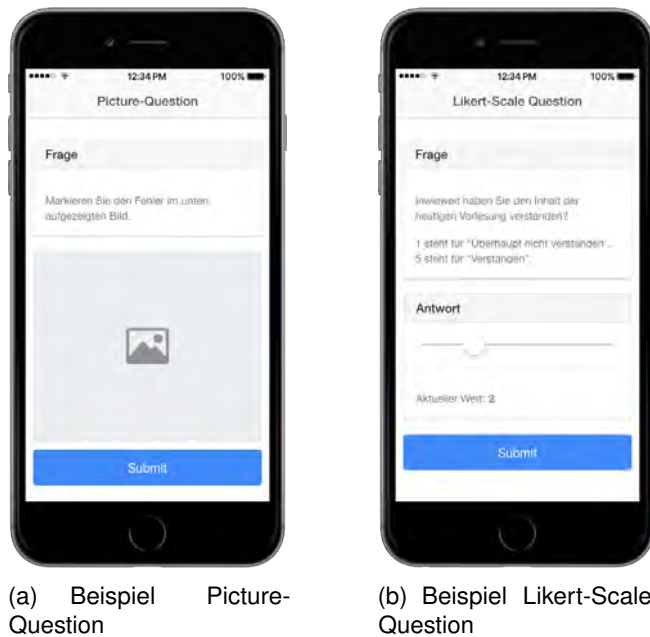 12:34 PM 100%
Picture-Question
Frage
Markieren Sie den Fehler im unten
aufgezeigten Bild.
Submit
(a) Beispiel Picture-
Question
12:34 PM 100%
Likert-Scale Question
Frage
Inwieweit haben Sie den Inhalt der
heutigen Vorlesung verstanden?
1 steht für "Überhaupt nicht verstanden".
5 steht für "Verstanden".
Antwort
Aktueller Wert: 2
Submit
(b) Beispiel Likert-Scale
Question